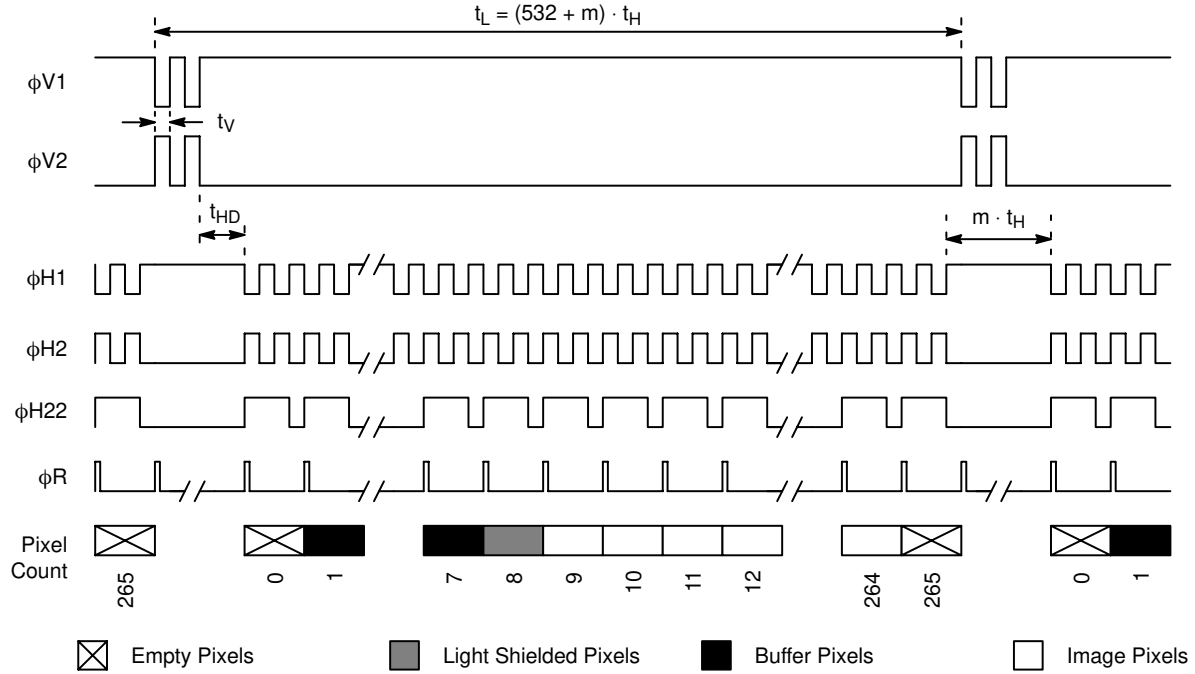 t_L = (532 + m) · t_H
ϕV1
t_V
ϕV2
t_HD
m · t_H
ϕH1
ϕH2
ϕH22
ϕR
Pixel
Count
265 0 1 7 8 9 10 11 12 264 265 0 1
Empty Pixels Light Shielded Pixels Buffer Pixels Image Pixels